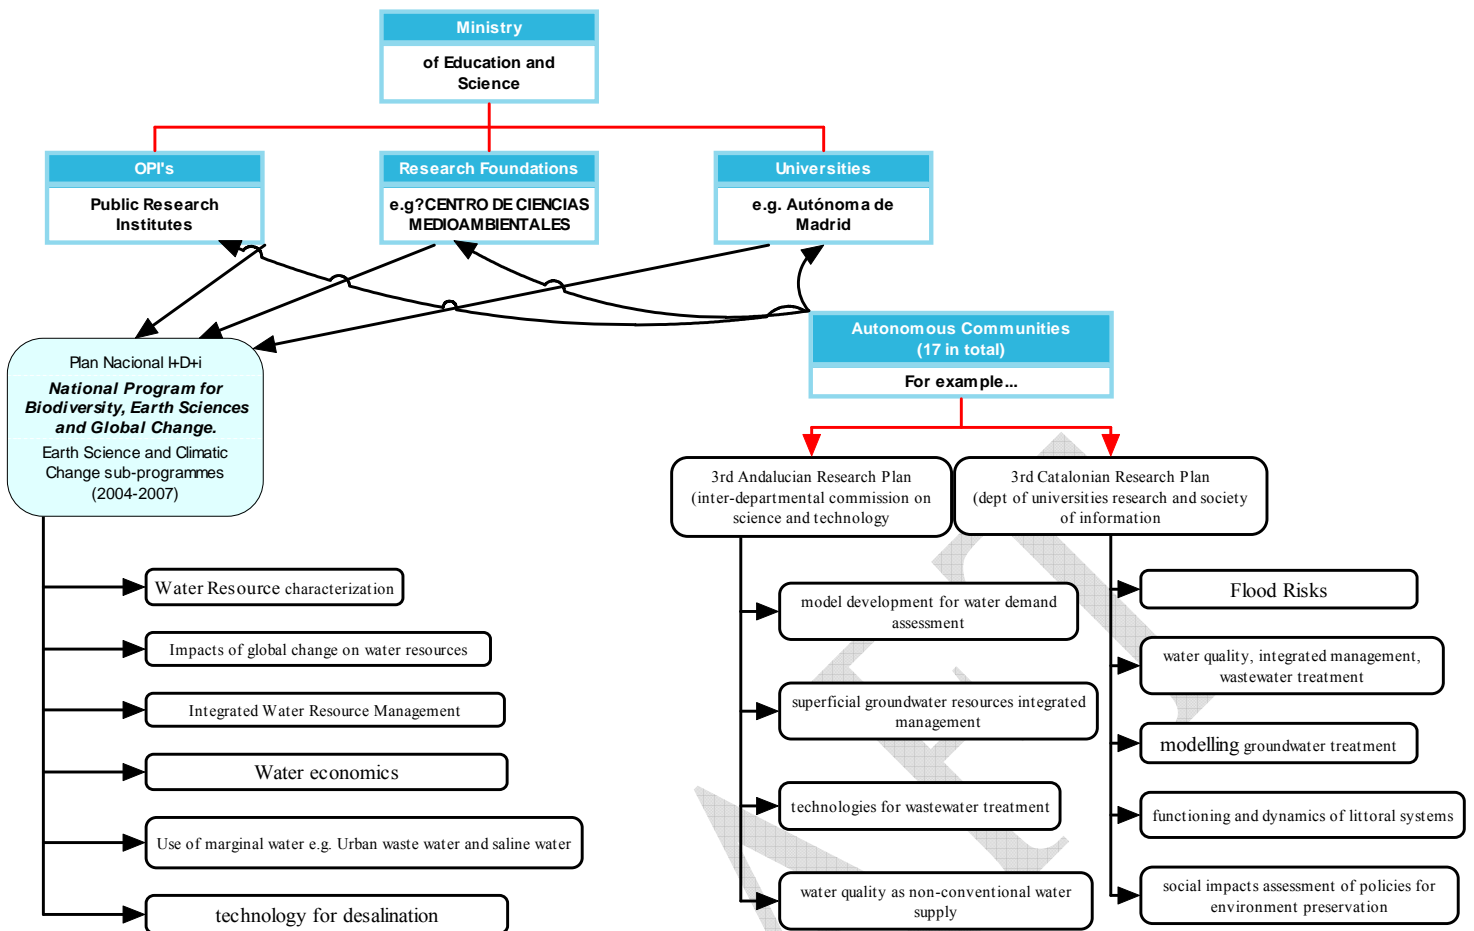 Ministry
of Education and
Science
OPI's
Public Research
Institutes
Research Foundations
e.g?CENTRO DE CIENCIAS
MEDIOAMBIENTALES
Universities
e.g. Autónoma de
Madrid
Autonomous Communities
(17 in total)
For example...
Plan Nacional I+D+i
National Program for
Biodiversity, Earth Sciences
and Global Change.
Earth Science and Climatic
Change sub-programmes
(2004-2007)
Water Resource characterization
Impacts of global change on water resources
Integrated Water Resource Management
Water economics
Use of marginal water e.g. Urban waste water and saline water
technology for desalination
3rd Andalucian Research Plan
(inter-departmental commission on
science and technology
model development for water demand
assessment
superficial groundwater resources integrated
management
technologies for wastewater treatment
water quality as non-conventional water
supply
3rd Catalonian Research Plan
(dept of universities research and society
of information
Flood Risks
water quality, integrated management,
wastewater treatment
modelling groundwater treatment
functioning and dynamics of littoral systems
social impacts assessment of policies for
environment preservation